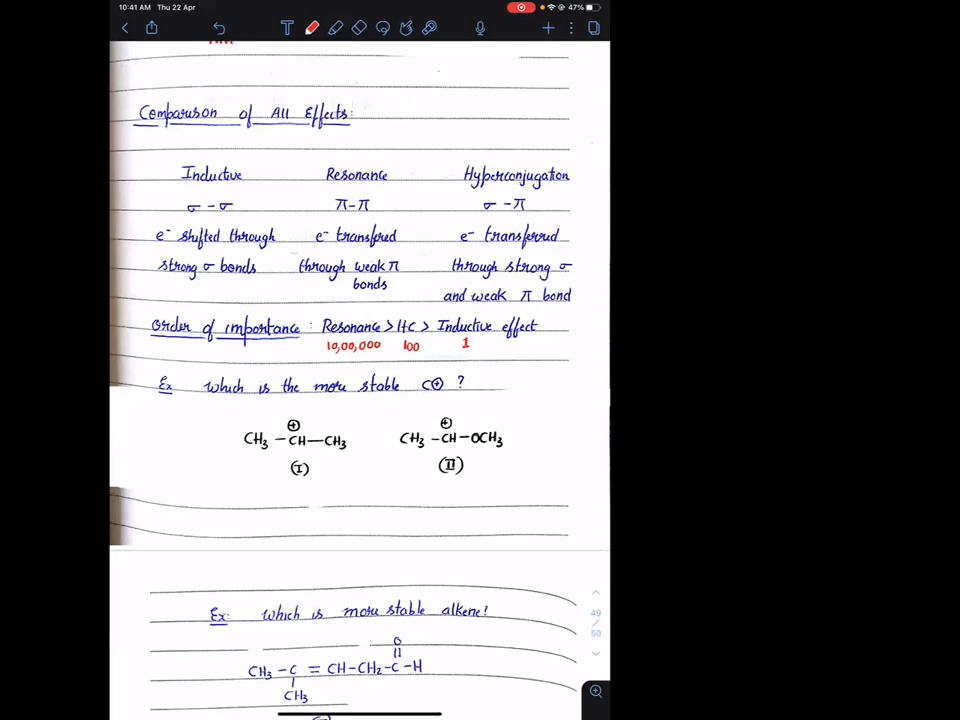 10:41 AM Thu 22 Apr
47%
Comparison of All Effects:
Inductive Resonance Hyperconjugation
σ - σ π-π σ -π
e⁻ shifted through e⁻ transfered e⁻ transferred
strong σ bonds through weak π through strong σ
bonds
and weak π bond
Order of importance : Resonance > HC > Inductive effect
10,00,000 100 1
Ex which is the more stable C⊕ ?
⊕ ⊕
CH3 - CH - CH3 CH3 - CH - OCH3
(I) (II)
49
50
Ex: which is more stable alkene?
O
||
CH3 - C = CH - CH2 - C - H
|
CH3